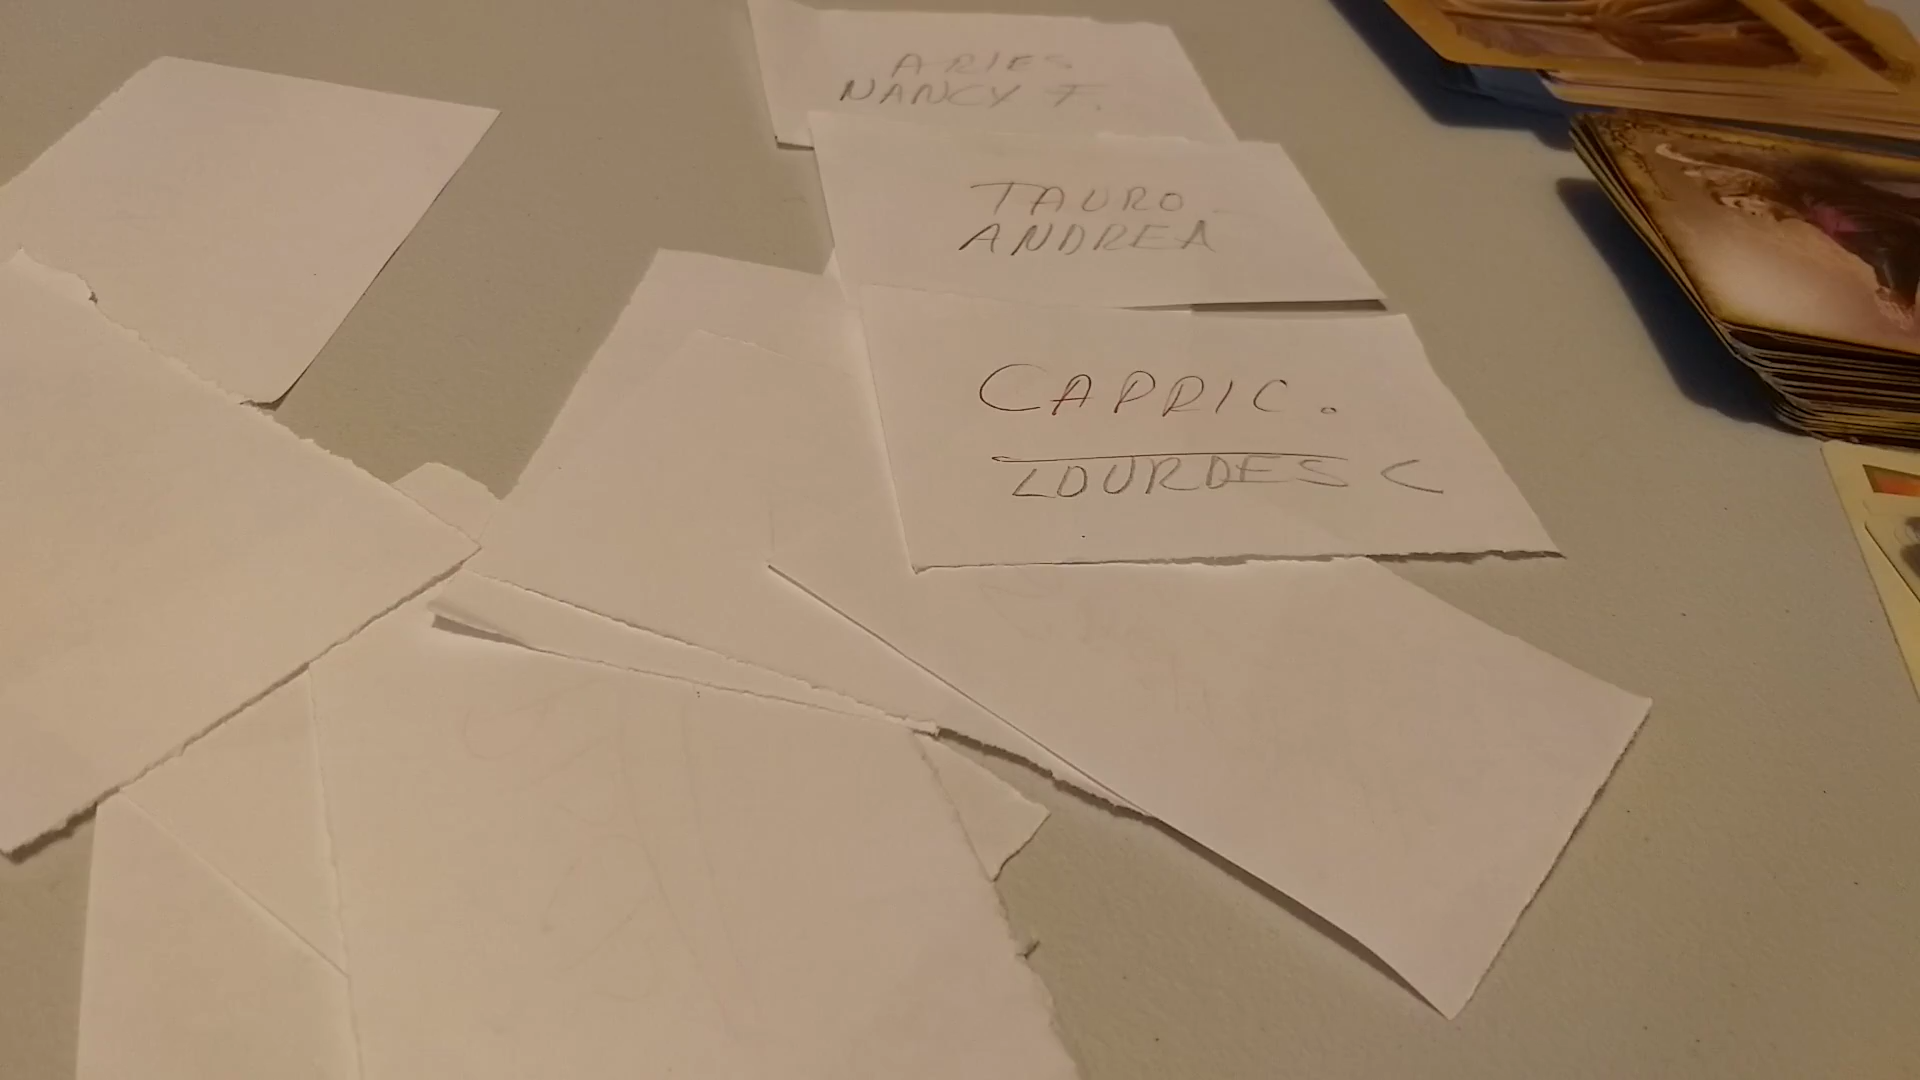 ARIES
NANCY F.
TAURO
ANDREA
CAPRIC.
LOURDES C